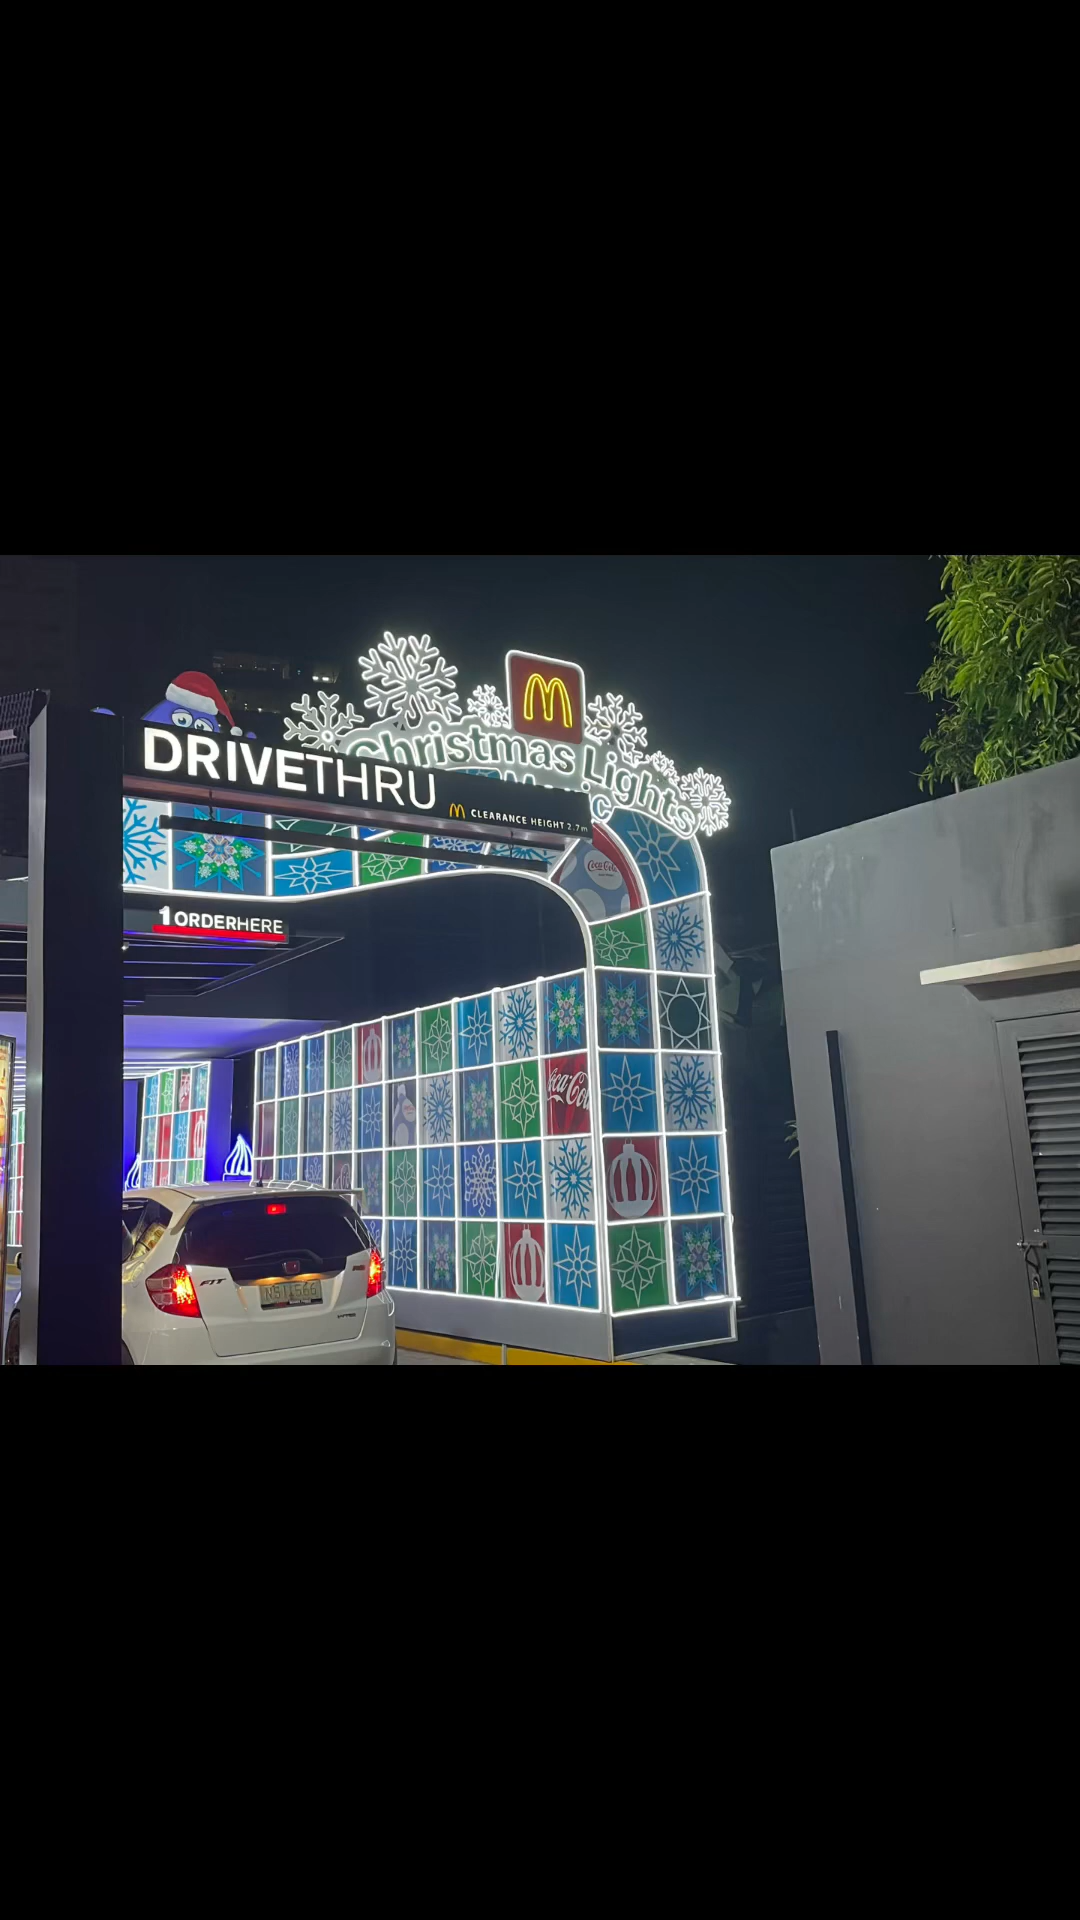 Christmas Lights
DRIVETHRU
CLEARANCE HEIGHT 2.7m
Coca-Cola
1 ORDERHERE
Coca-Cola
FIT